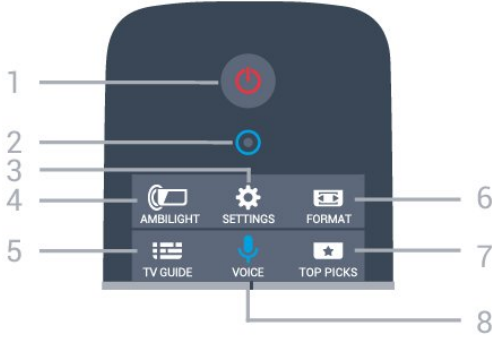 1
2
3
4
AMBILIGHT
SETTINGS
FORMAT
6
5
TV GUIDE
VOICE
TOP PICKS
7
8